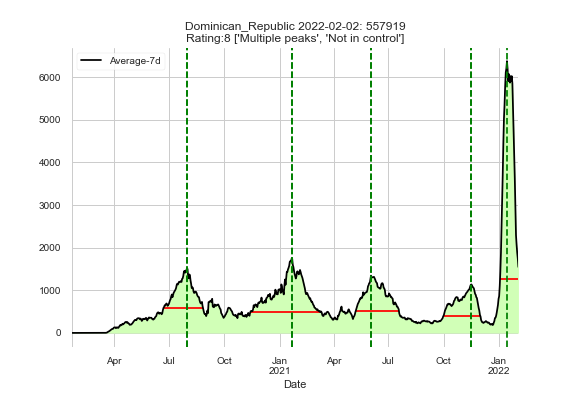 Dominican_Republic 2022-02-02: 557919
Rating:8 ['Multiple peaks', 'Not in control']
Average-7d
6000
5000
4000
3000
2000
1000
0
Apr Jul Oct Jan Apr Jul Oct Jan
2021 2022
Date